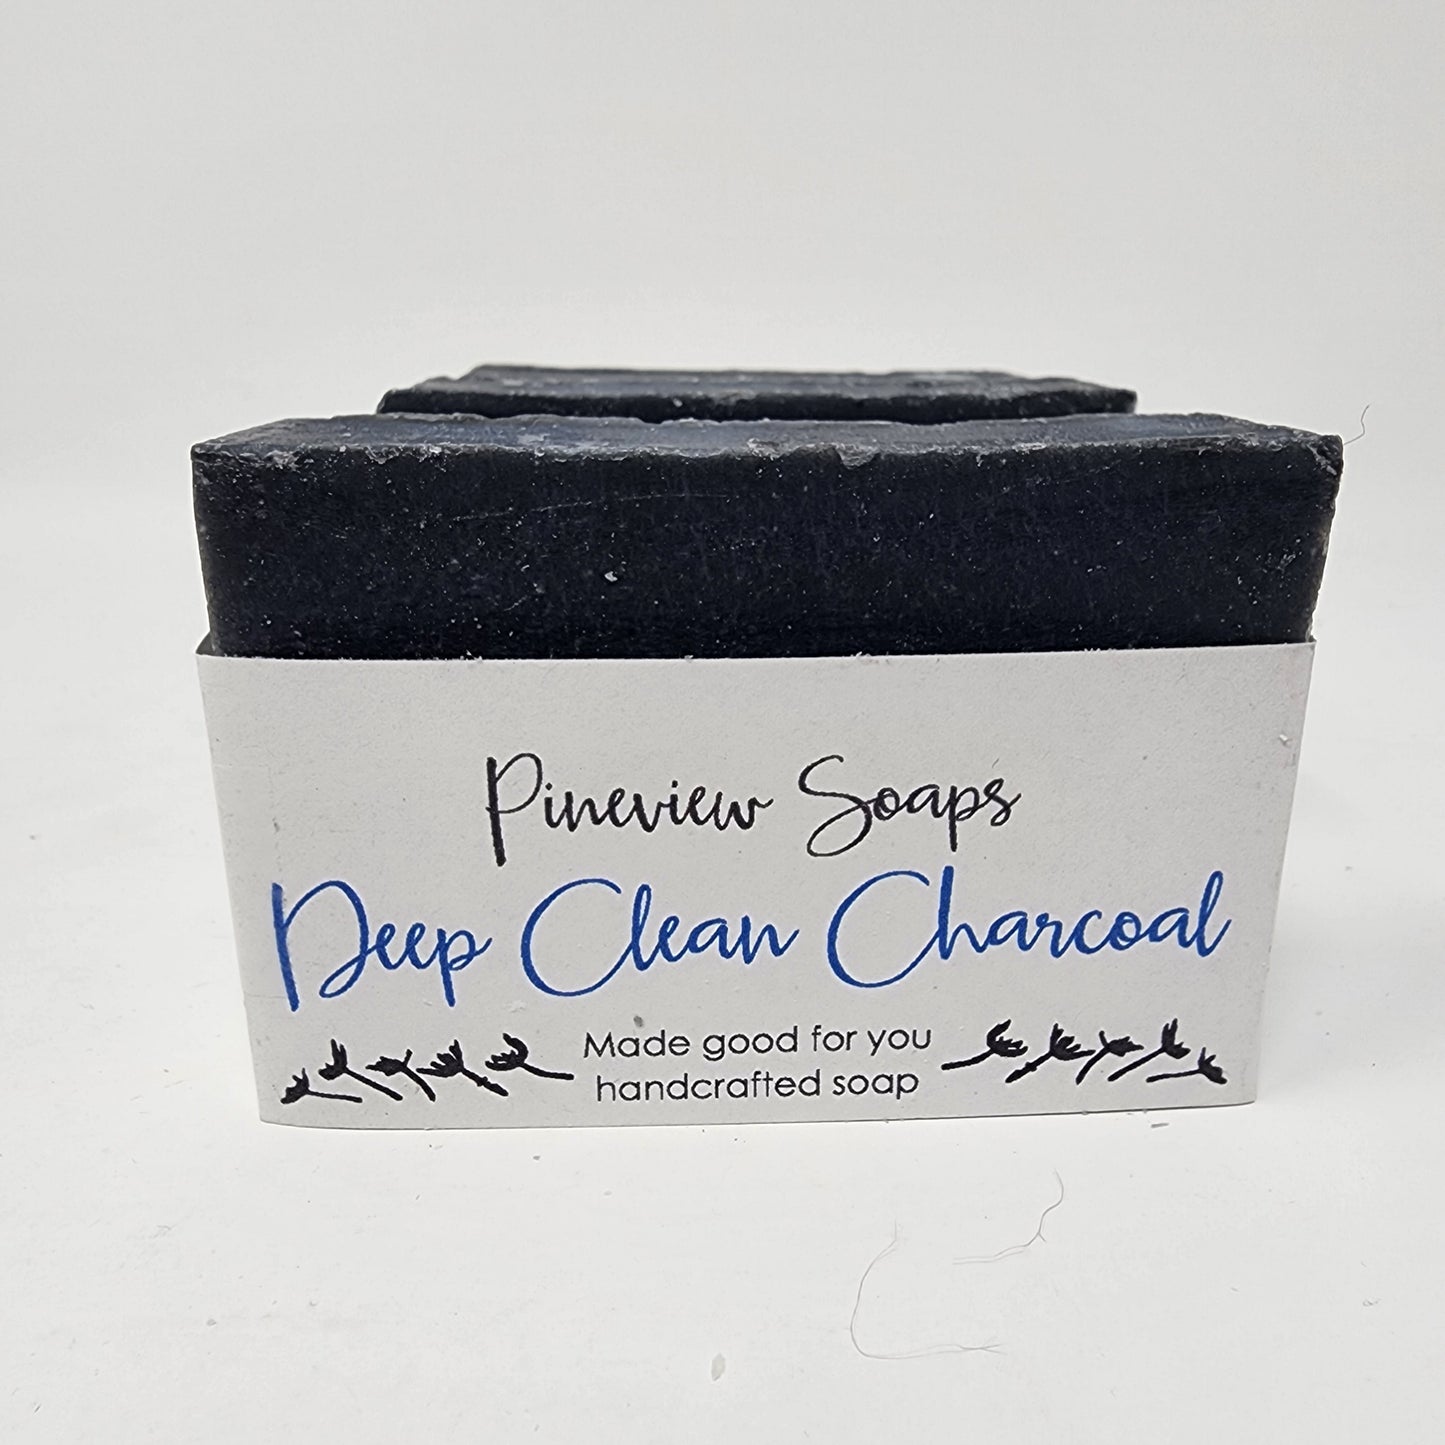 Pineview Soaps
Deep Clean Charcoal
Made good for you
handcrafted soap